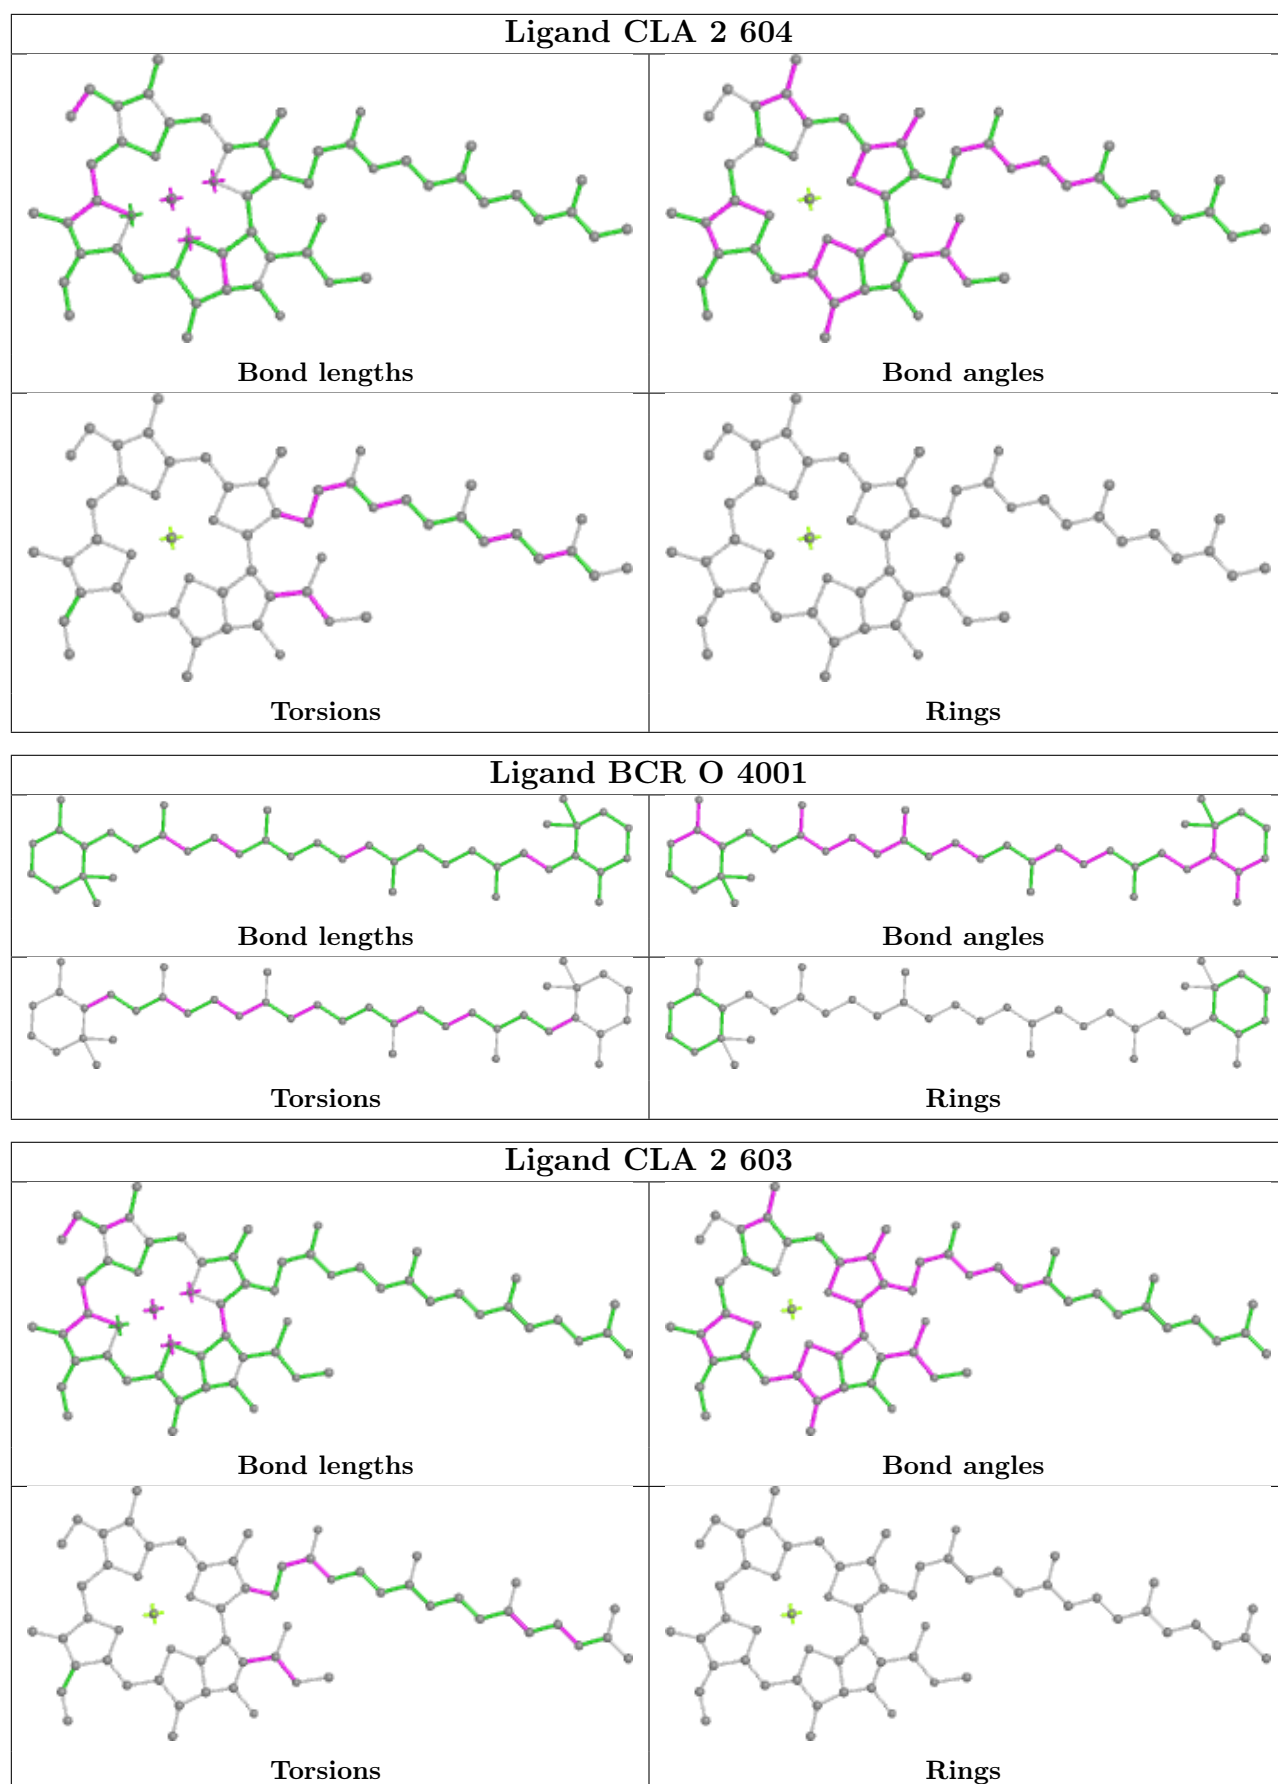 Ligand CLA 2 604
Bond lengths
Bond angles
Torsions
Rings
Ligand BCR O 4001
Bond lengths
Bond angles
Torsions
Rings
Ligand CLA 2 603
Bond lengths
Bond angles
Torsions
Rings